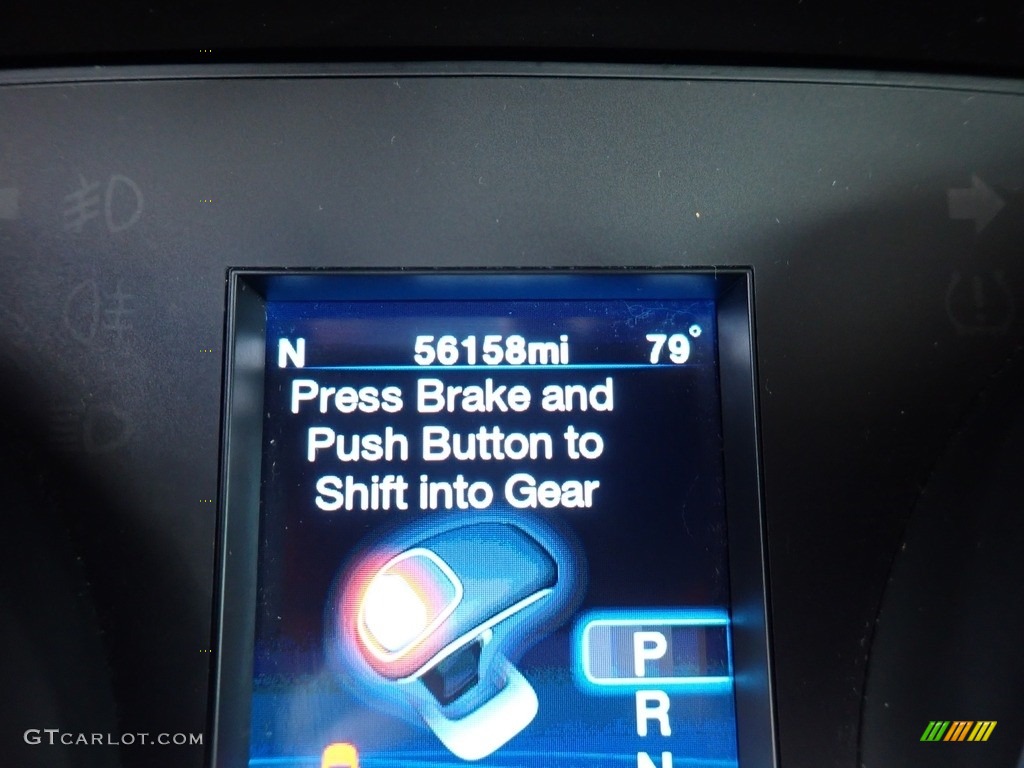 N 56158mi 79°
Press Brake and
Push Button to
Shift into Gear
P
R
N
GTCARLOT.COM